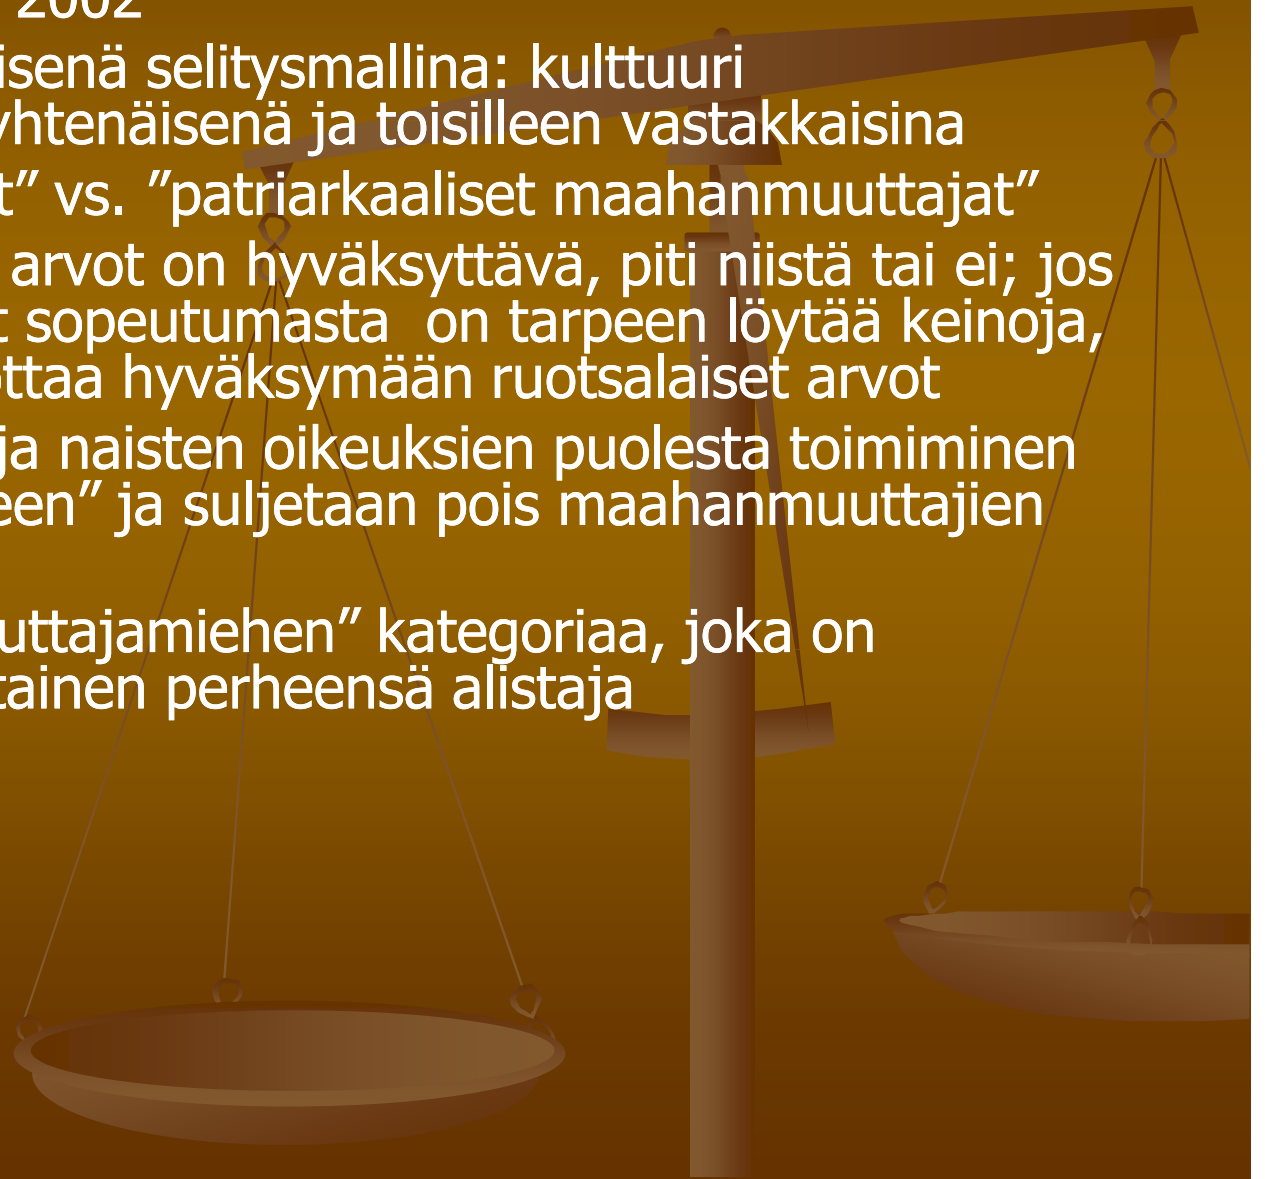 2002
isenä selitysmallina: kulttuuri
yhtenäisenä ja toisilleen vastakkaisina
t” vs. ”patriarkaaliset maahanmuuttajat”
arvot on hyväksyttävä, piti niistä tai ei; jos
t sopeutumasta on tarpeen löytää keinoja,
ottaa hyväksymään ruotsalaiset arvot
ja naisten oikeuksien puolesta toimiminen
een” ja suljetaan pois maahanmuuttajien
uttajamiehen” kategoriaa, joka on
tainen perheensä alistaja